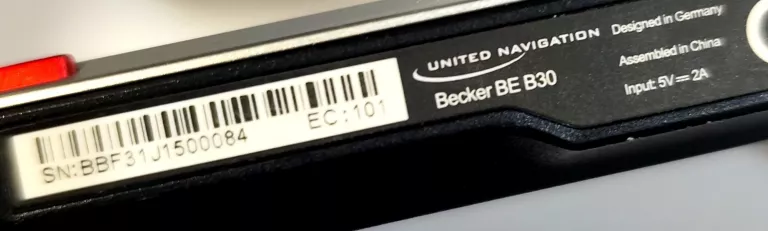 SN:BBF31J1500084 EC:101
UNITED NAVIGATION
Becker BE B30
Designed in Germany
Assembled in China
Input: 5V⎓2A